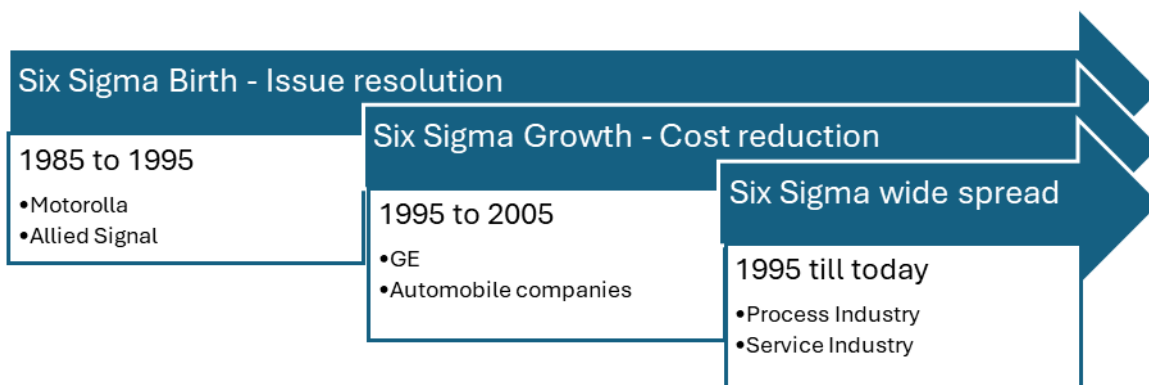 Six Sigma Birth - Issue resolution
1985 to 1995
•Motorolla
•Allied Signal
Six Sigma Growth - Cost reduction
1995 to 2005
•GE
•Automobile companies
Six Sigma wide spread
1995 till today
•Process Industry
•Service Industry